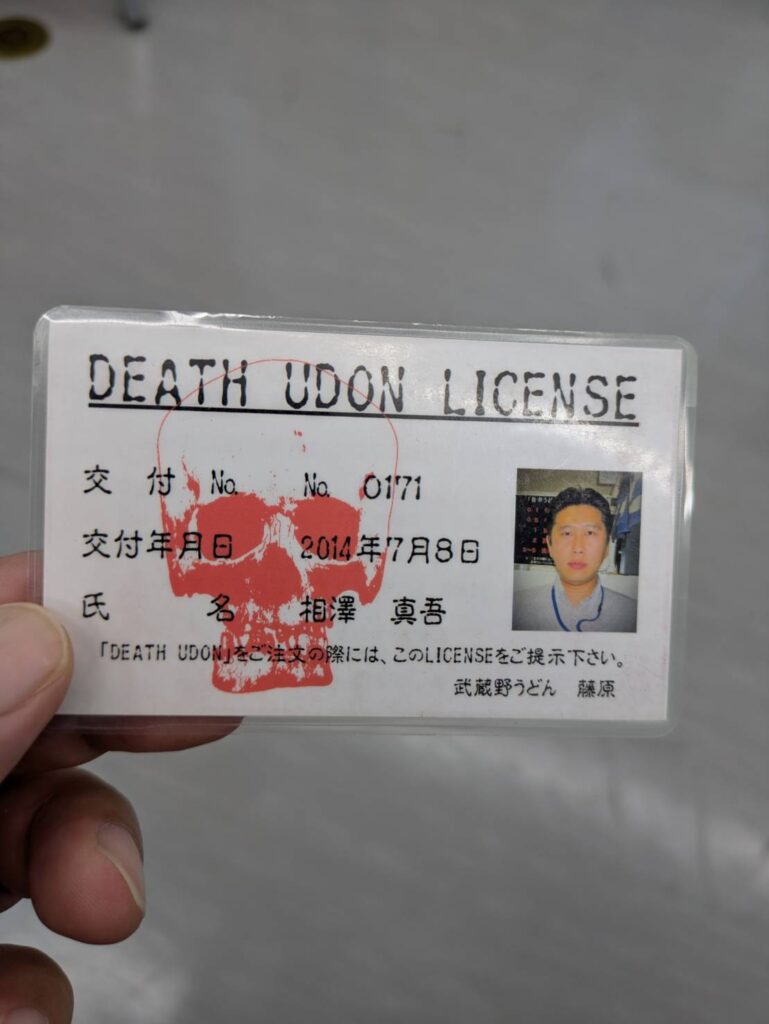 DEATH UDON LICENSE
交付 No. No. 0171
交付年月日 2014年7月8日
氏名 相澤 真吾
「DEATH UDON」をご注文の際には、このLICENSEをご提示下さい。
武蔵野うどん 藤原